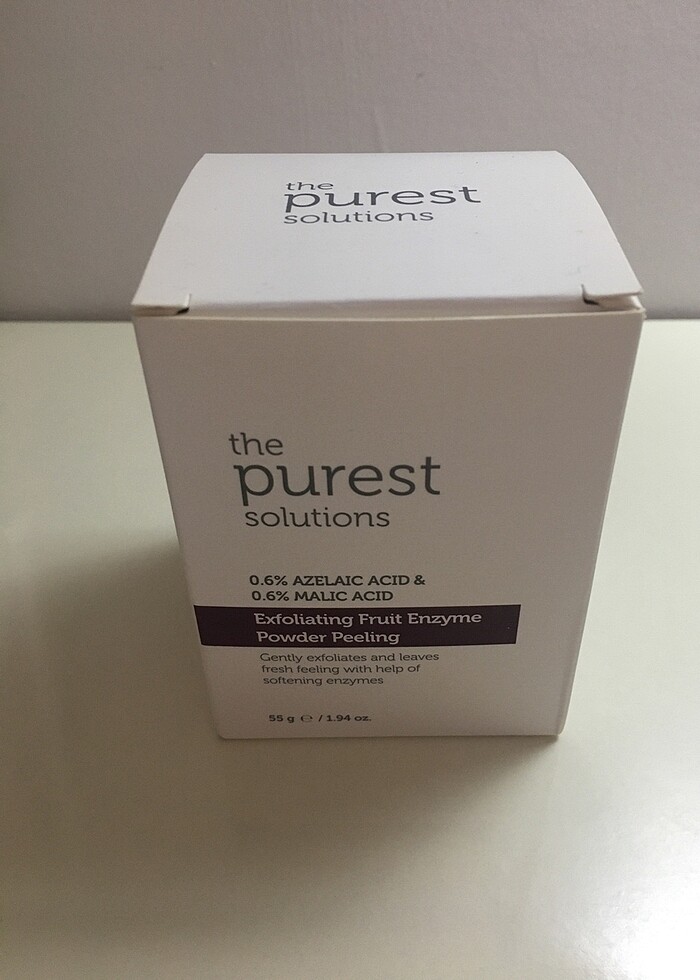 the
purest
solutions
the
purest
solutions
0.6% AZELAIC ACID &
0.6% MALIC ACID
Exfoliating Fruit Enzyme
Powder Peeling
Gently exfoliates and leaves
fresh feeling with help of
softening enzymes
55 g ℮ / 1.94 oz.